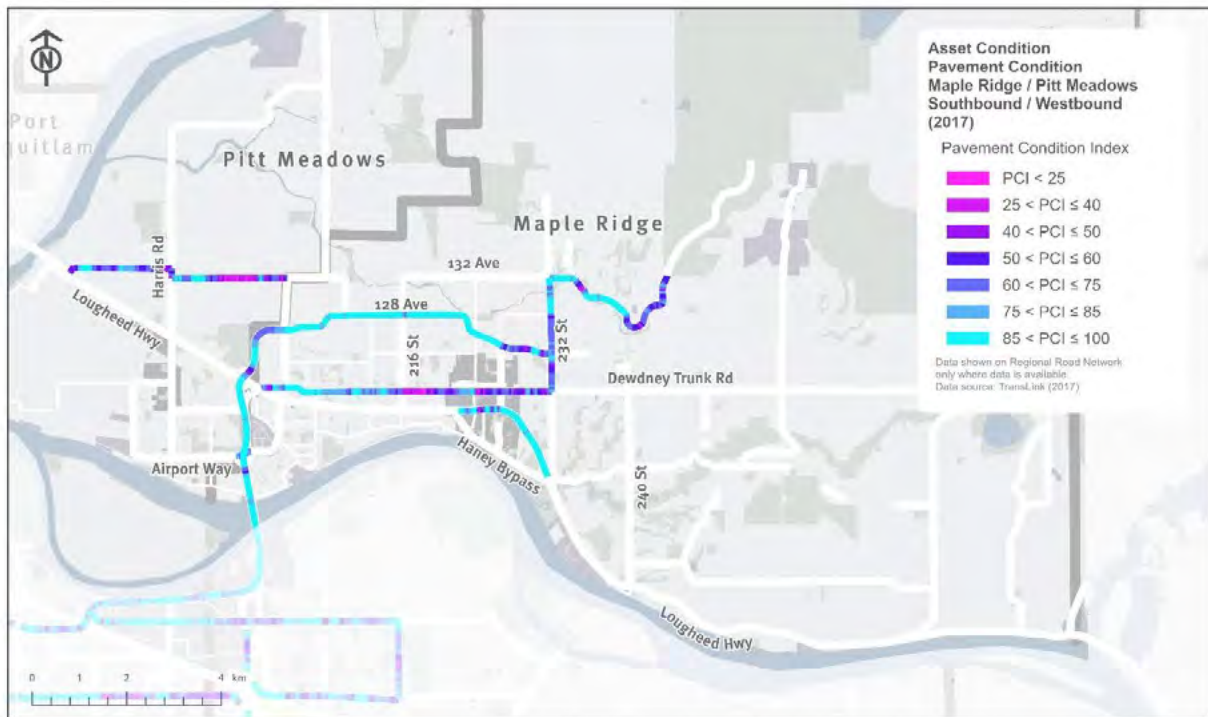 N
Port
quitlam
Pitt Meadows
Maple Ridge
Harris Rd
Lougheed Hwy
132 Ave
128 Ave
216 St
232 St
Dewdney Trunk Rd
Airport Way
Haney Bypass
240 St
Lougheed Hwy
0 1 2 4 km
Asset Condition
Pavement Condition
Maple Ridge / Pitt Meadows
Southbound / Westbound
(2017)
Pavement Condition Index
PCI < 25
25 < PCI ≤ 40
40 < PCI ≤ 50
50 < PCI ≤ 60
60 < PCI ≤ 75
75 < PCI ≤ 85
85 < PCI ≤ 100
Data shown on Regional Road Network
only where data is available.
Data source: TransLink (2017)